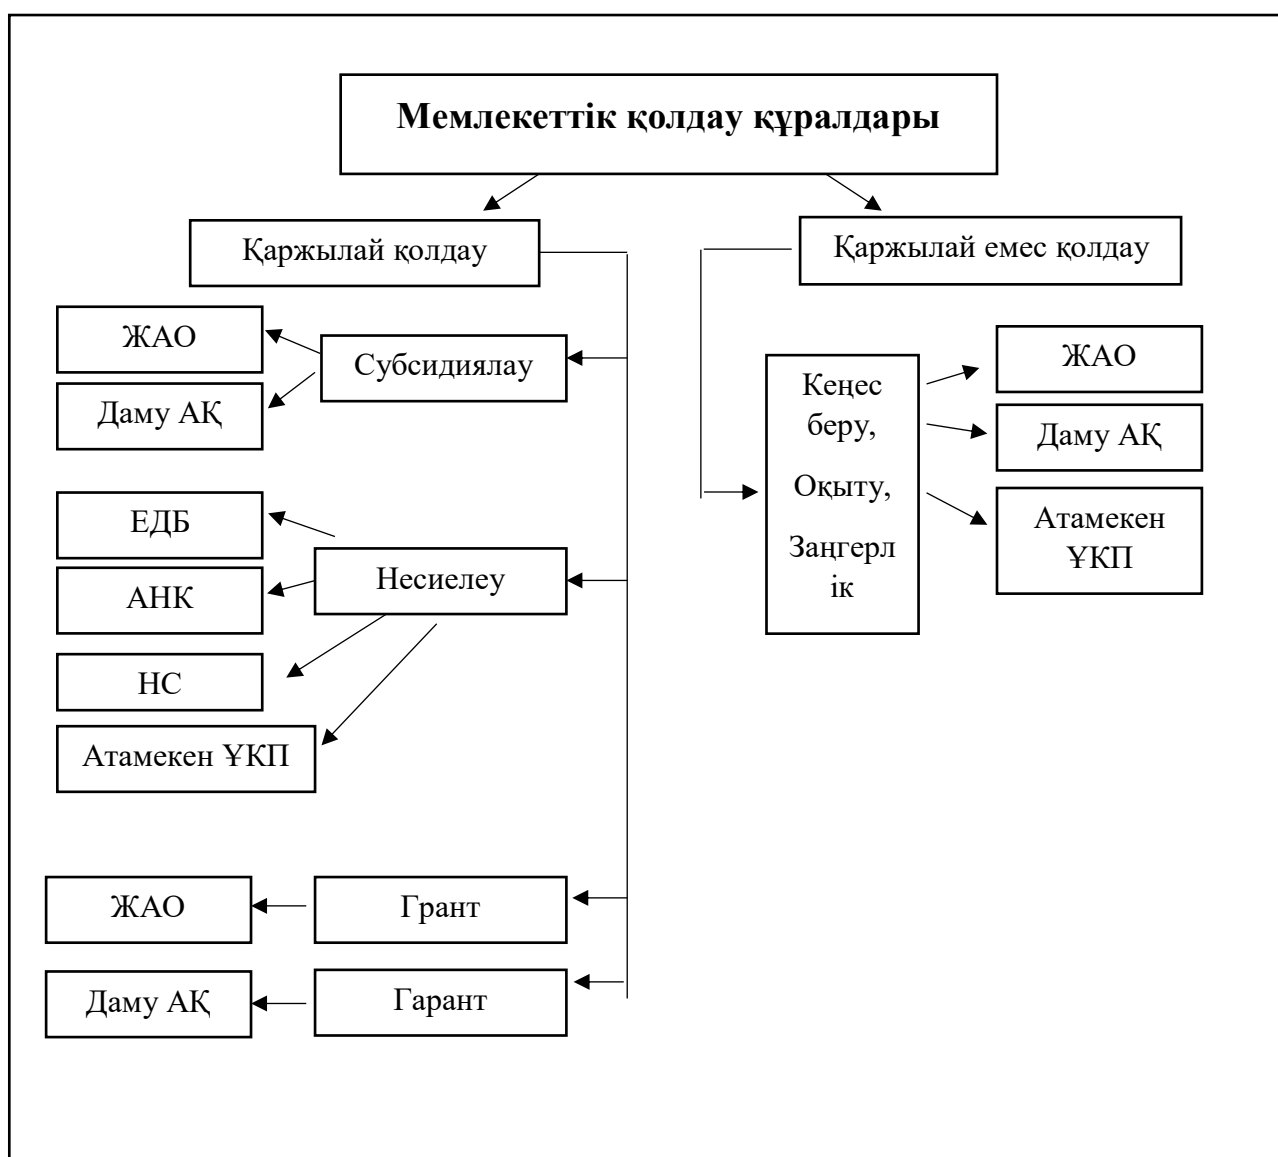 Мемлекеттік қолдау құралдары
Қаржылай қолдау
Қаржылай емес қолдау
ЖАО
Субсидиялау
Даму АҚ
ЕДБ
Несиелеу
АНК
НС
Атамекен ҰКП
ЖАО
Грант
Даму АҚ
Гарант
Кеңес
беру,
Оқыту,
Заңгерл
ік
ЖАО
Даму АҚ
Атамекен
ҰКП